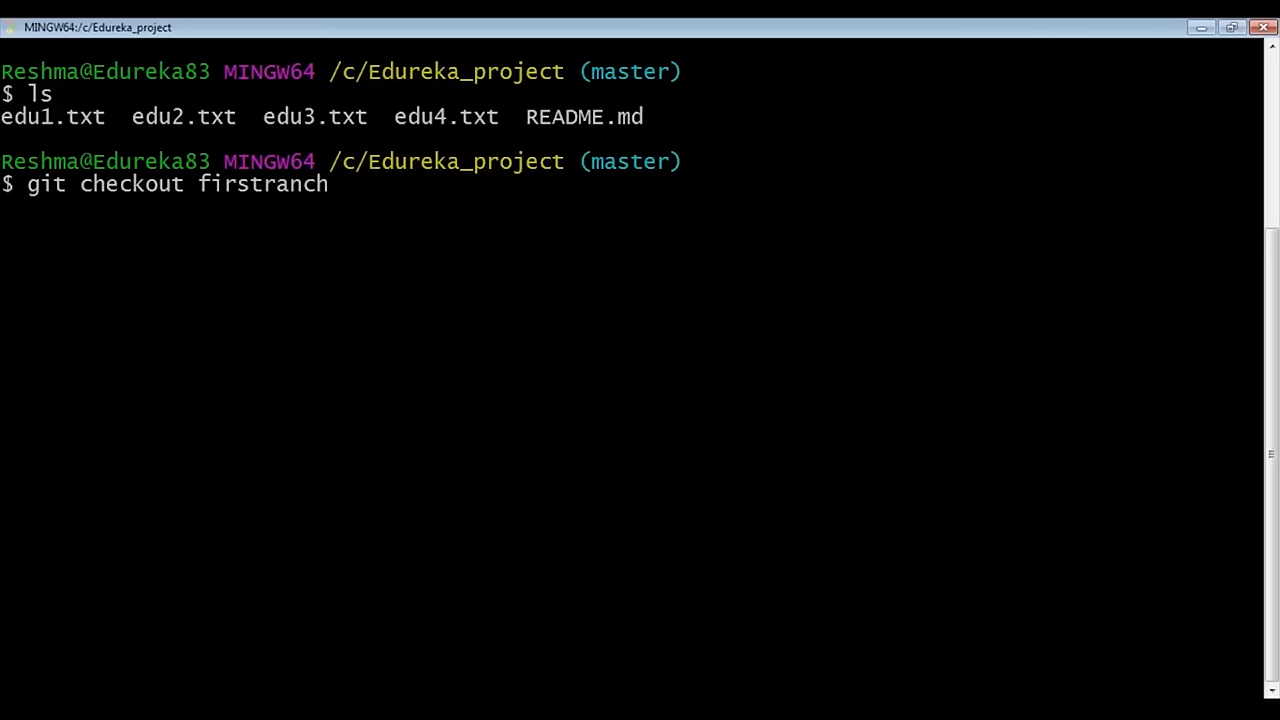 MINGW64:/c/Edureka_project
Reshma@Edureka83 MINGW64 /c/Edureka_project (master)
$ ls
edu1.txt  edu2.txt  edu3.txt  edu4.txt  README.md
Reshma@Edureka83 MINGW64 /c/Edureka_project (master)
$ git checkout firstranch